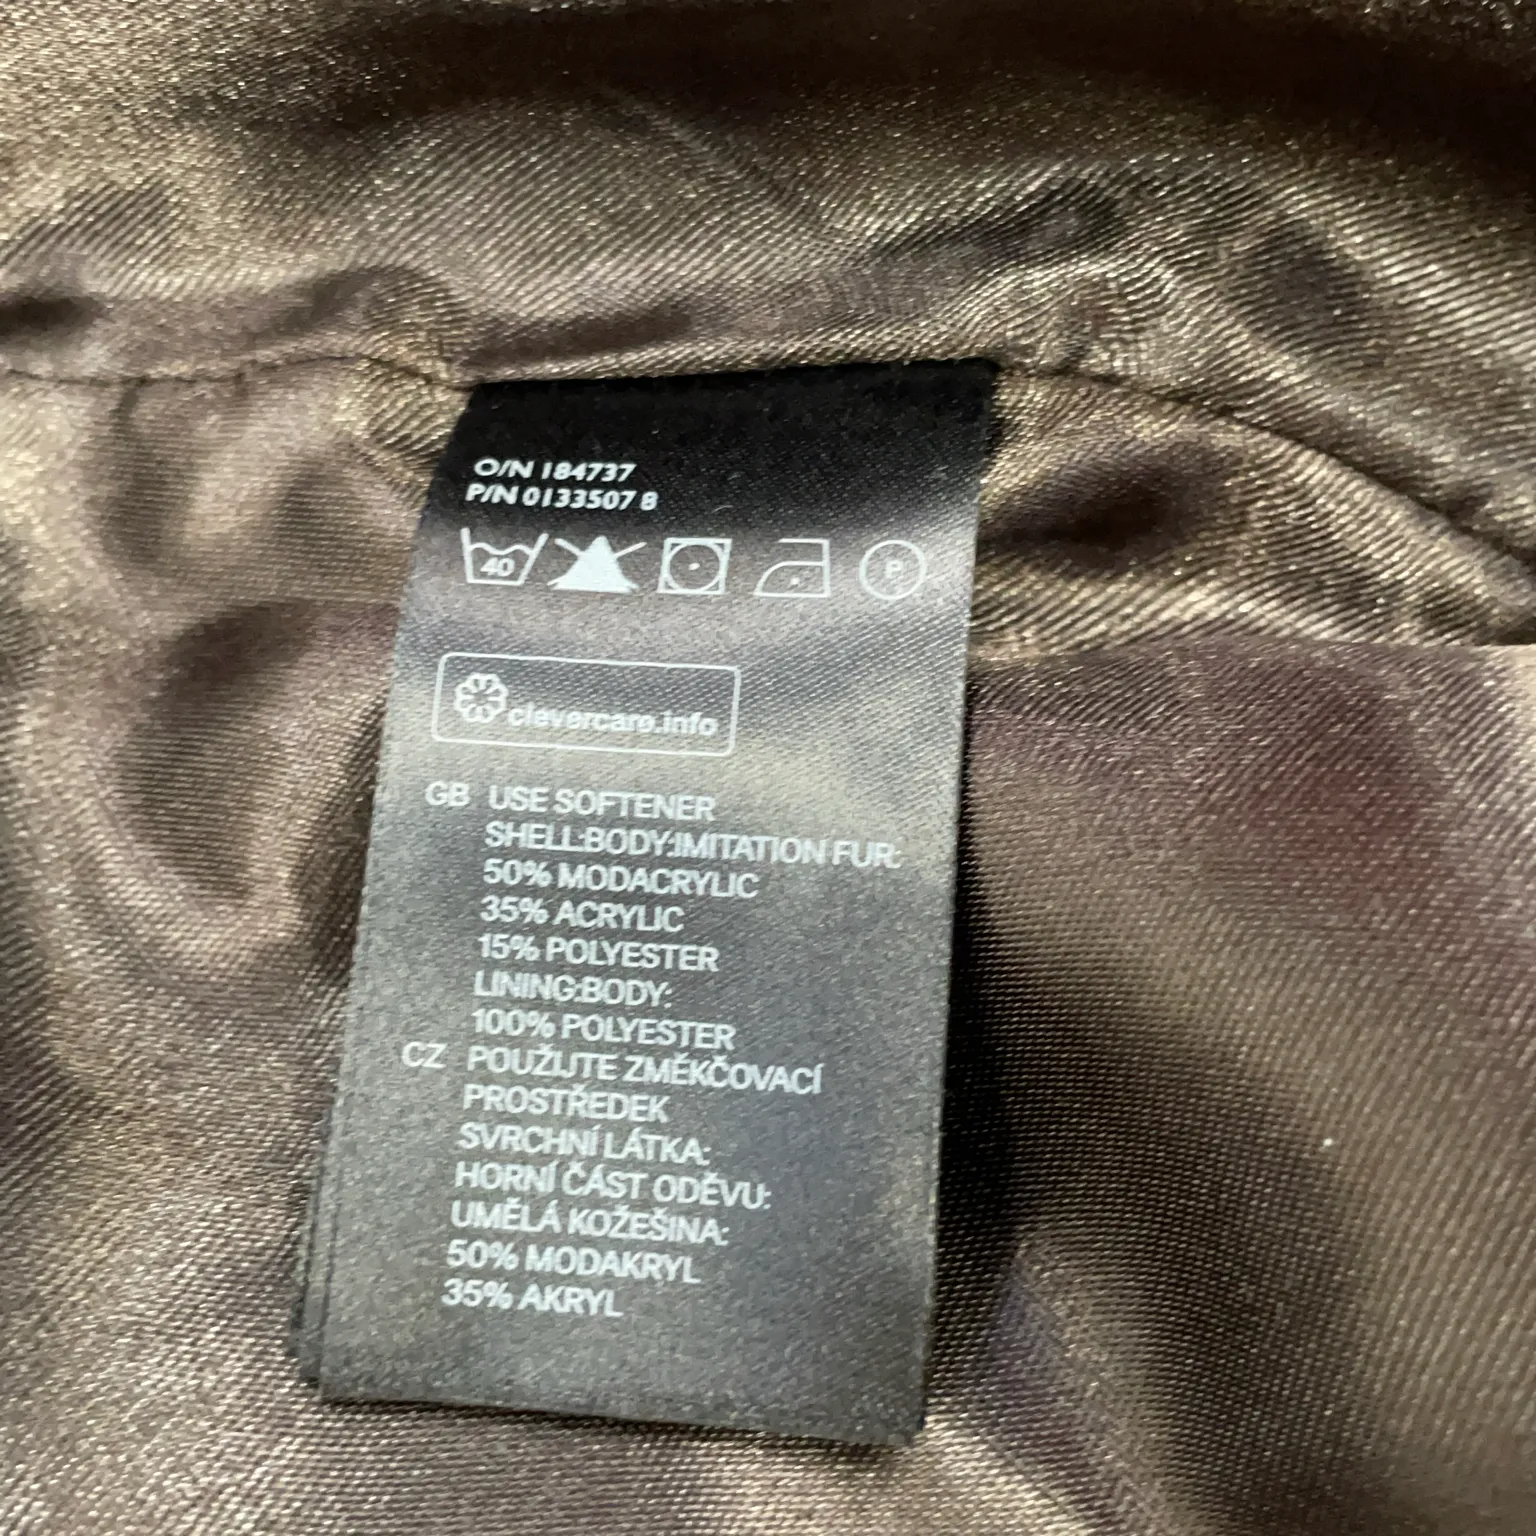 O/N 184737
P/N 0133507 8
40
P
clevercare.info
GB USE SOFTENER
SHELL:BODY:IMITATION FUR:
50% MODACRYLIC
35% ACRYLIC
15% POLYESTER
LINING:BODY:
100% POLYESTER
CZ POUŽIJTE ZMĚKČOVACÍ
PROSTŘEDEK
SVRCHNÍ LÁTKA:
HORNÍ ČÁST ODĚVU:
UMĚLÁ KOŽEŠINA:
50% MODAKRYL
35% AKRYL